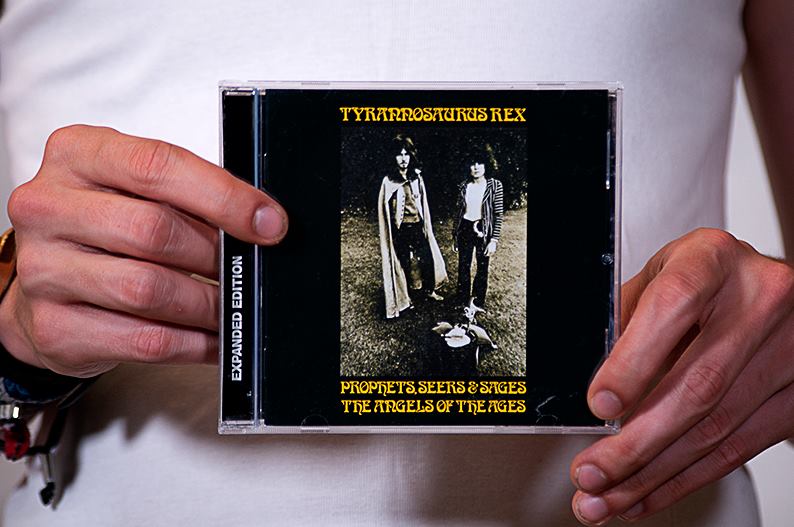 TYRANNOSAURUS REX
EXPANDED EDITION
PROPHETS, SEERS & SAGES
THE ANGELS OF THE AGES